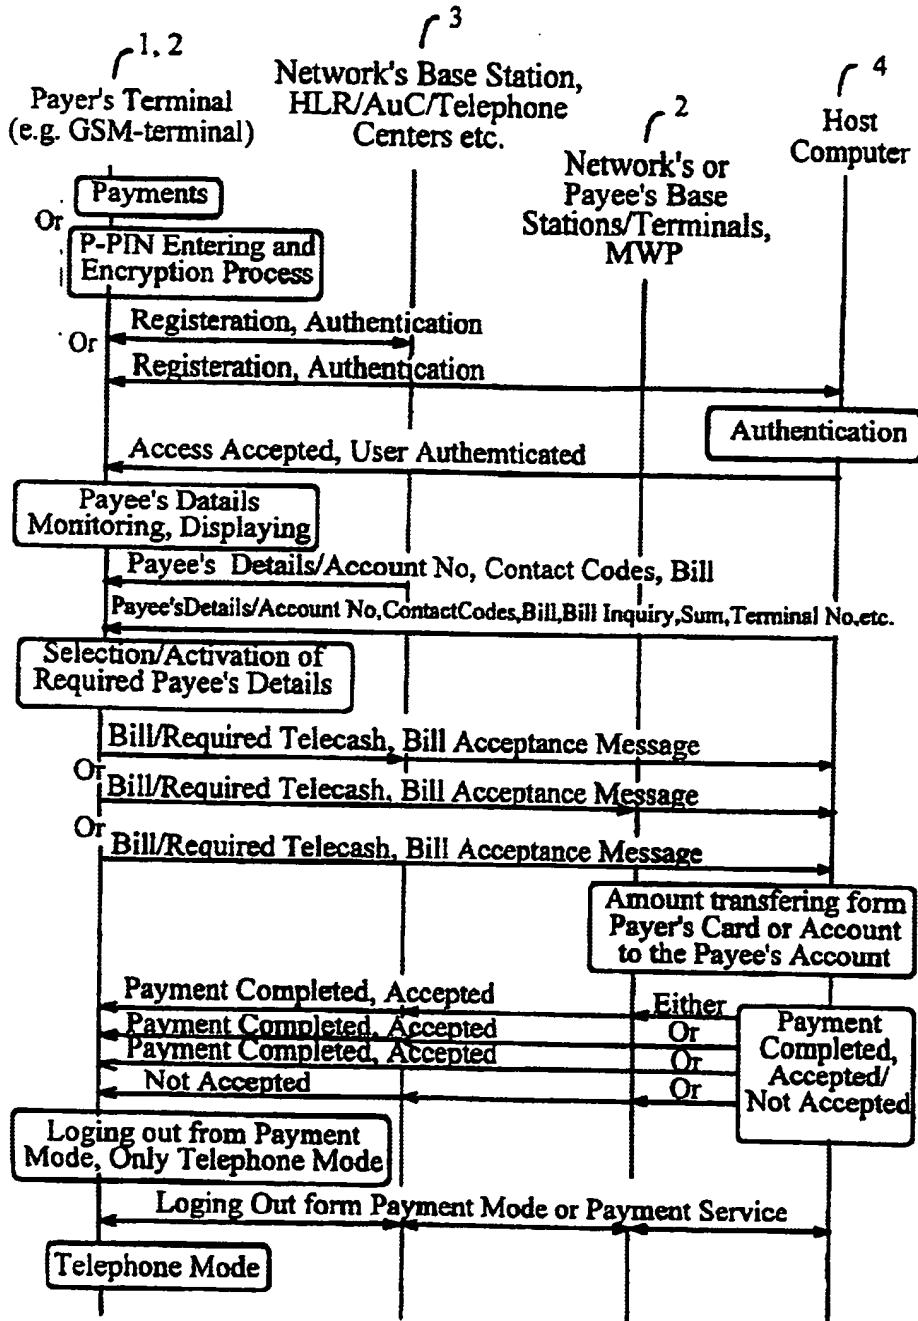 1, 2
3
4
2
Payer's Terminal
(e.g. GSM-terminal)
Network's Base Station,
HLR/AuC/Telephone
Centers etc.
Network's or
Payee's Base
Stations/Terminals,
MWP
Host
Computer
Payments
Or
P-PIN Entering and
Encryption Process
Registeration, Authentication
Or
Registeration, Authentication
Authentication
Access Accepted, User Authemticated
Payee's Datails
Monitoring, Displaying
Payee's Details/Account No, Contact Codes, Bill
Payee'sDetails/Account No,ContactCodes,Bill,Bill Inquiry,Sum,Terminal No,etc.
Selection/Activation of
Required Payee's Details
Bill/Required Telecash, Bill Acceptance Message
Or
Bill/Required Telecash, Bill Acceptance Message
Or
Bill/Required Telecash, Bill Acceptance Message
Amount transfering form
Payer's Card or Account
to the Payee's Account
Payment Completed, Accepted
Either
Payment Completed, Accepted
Or
Payment Completed, Accepted
Or
Not Accepted
Or
Payment
Completed,
Accepted/
Not Accepted
Loging out from Payment
Mode, Only Telephone Mode
Loging Out form Payment Mode or Payment Service
Telephone Mode